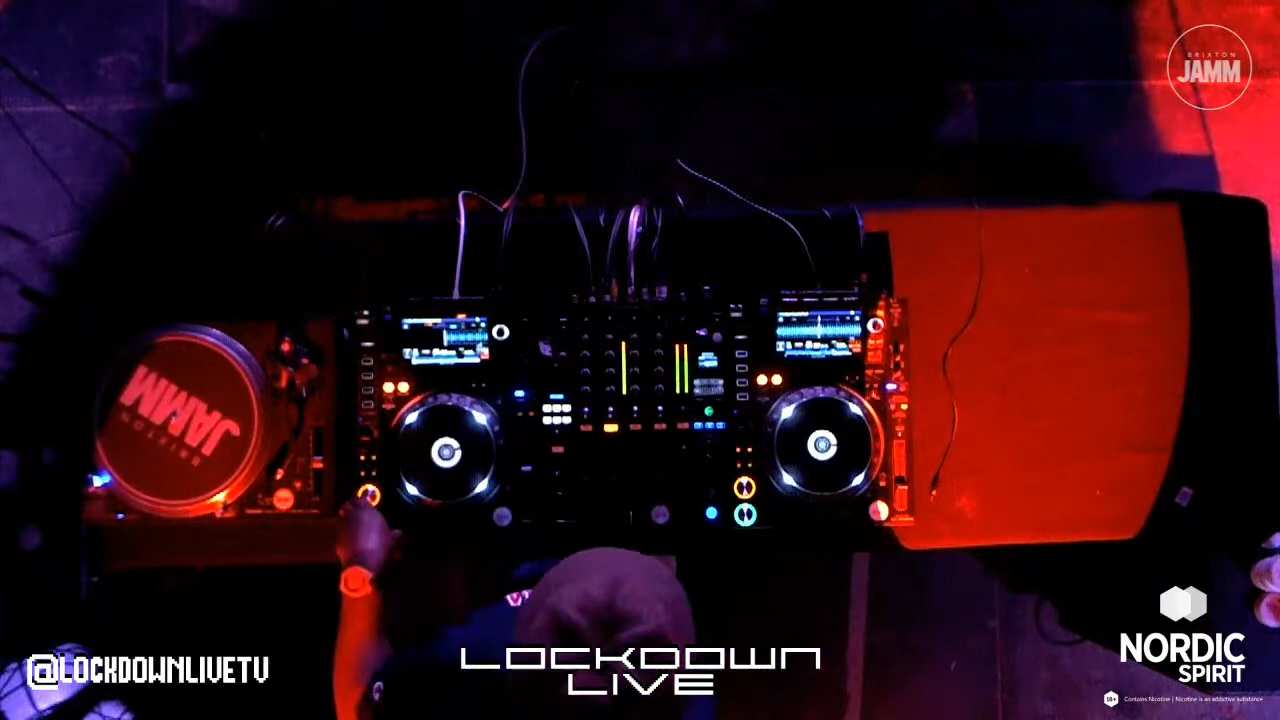 BRIXTON
JAMM
JAMM
BRIXTON
@LOCKDOWNLIVETV
LOCKDOWN
LIVE
NORDIC
SPIRIT
18+ Contains Nicotine | Nicotine is an addictive substance